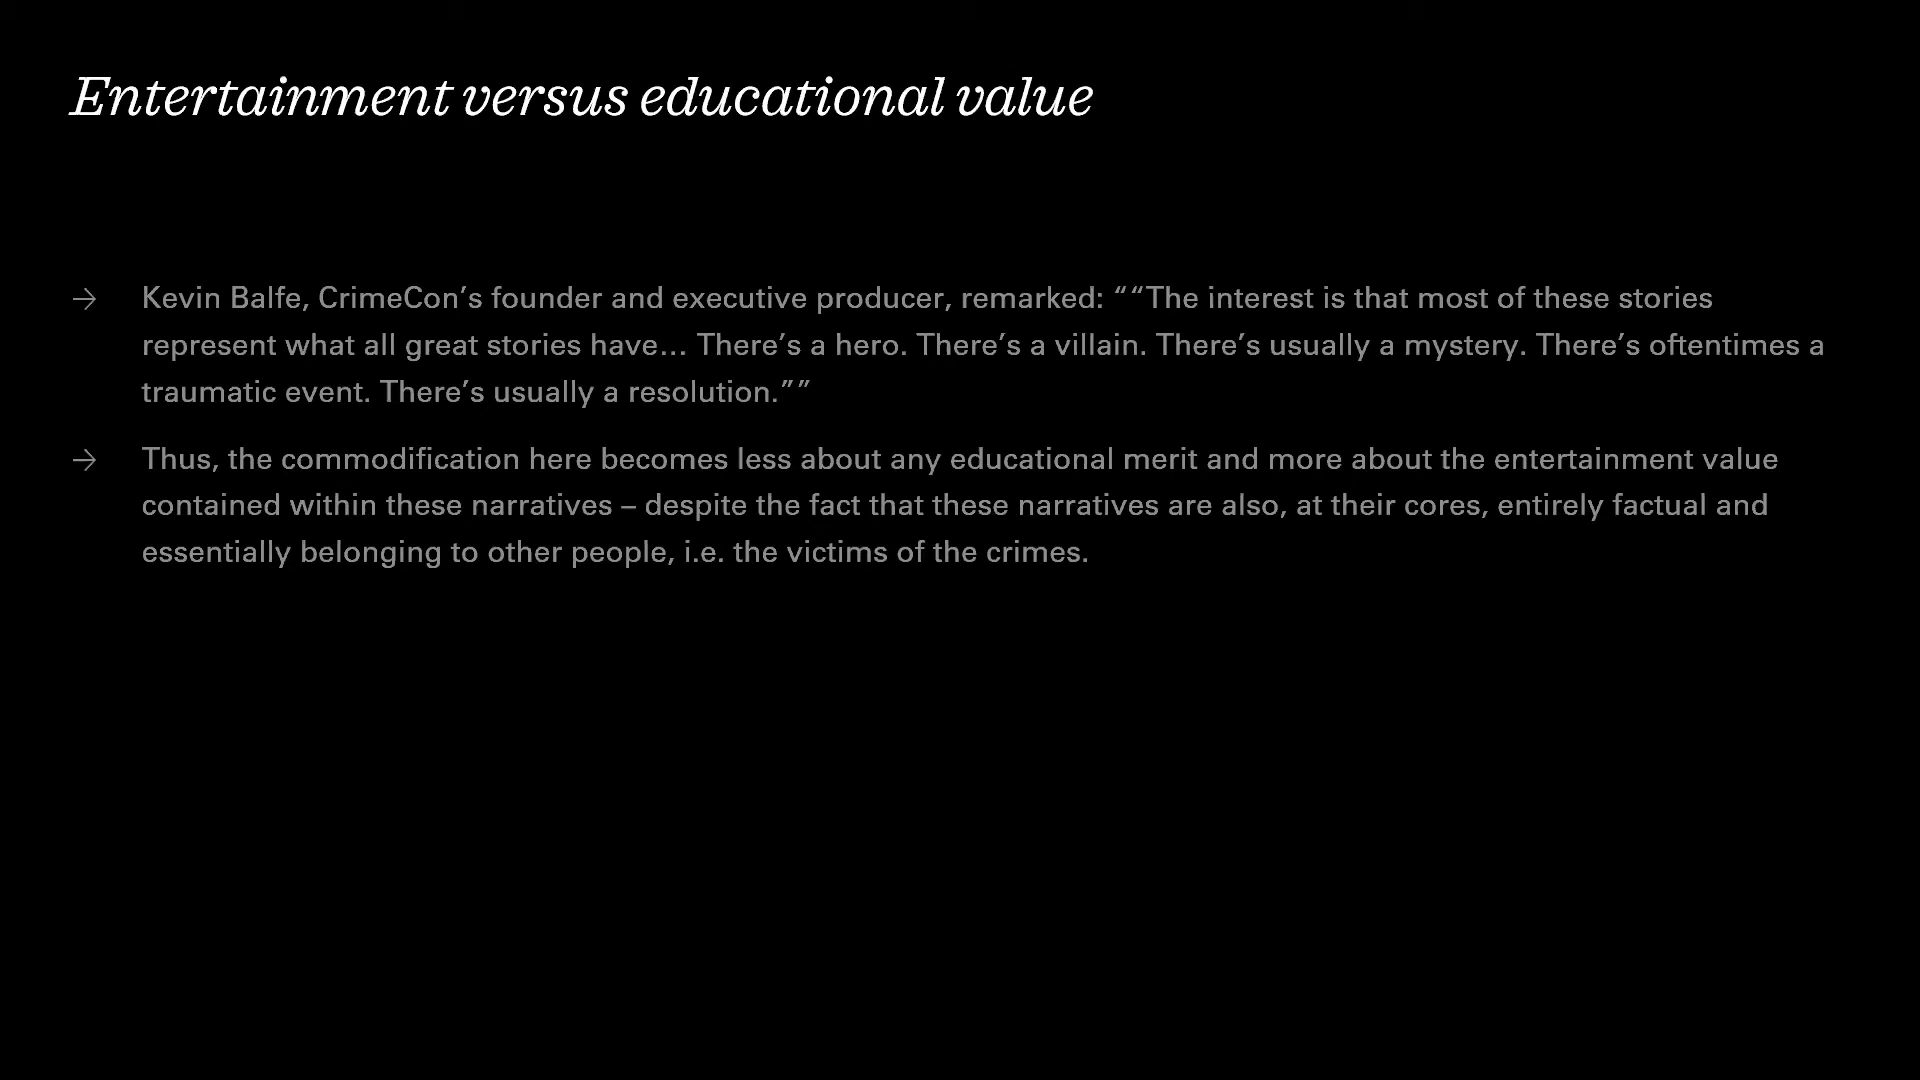 Entertainment versus educational value
→ Kevin Balfe, CrimeCon’s founder and executive producer, remarked: ““The interest is that most of these stories
represent what all great stories have… There’s a hero. There’s a villain. There’s usually a mystery. There’s oftentimes a
traumatic event. There’s usually a resolution.””
→ Thus, the commodification here becomes less about any educational merit and more about the entertainment value
contained within these narratives – despite the fact that these narratives are also, at their cores, entirely factual and
essentially belonging to other people, i.e. the victims of the crimes.